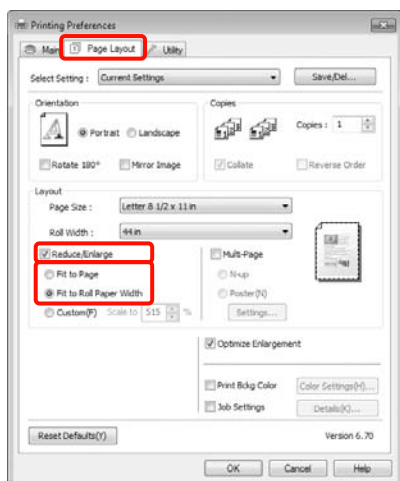 Printing Preferences
Main Page Layout Utility
Select Setting : Current Settings Save/Del...
Orientation
Portrait Landscape
Rotate 180° Mirror Image
Copies
Copies : 1
Collate Reverse Order
Layout
Page Size : Letter 8 1/2 x 11 in
Roll Width : 44 in
Reduce/Enlarge
Fit to Page
Fit to Roll Paper Width
Custom(F) Scale to 515 %
Multi-Page
N-up
Poster(N)
Settings...
Optimize Enlargement
Print Bckg Color Color Settings(H)...
Job Settings Details(K)...
Reset Defaults(Y) Version 6.70
OK Cancel Help